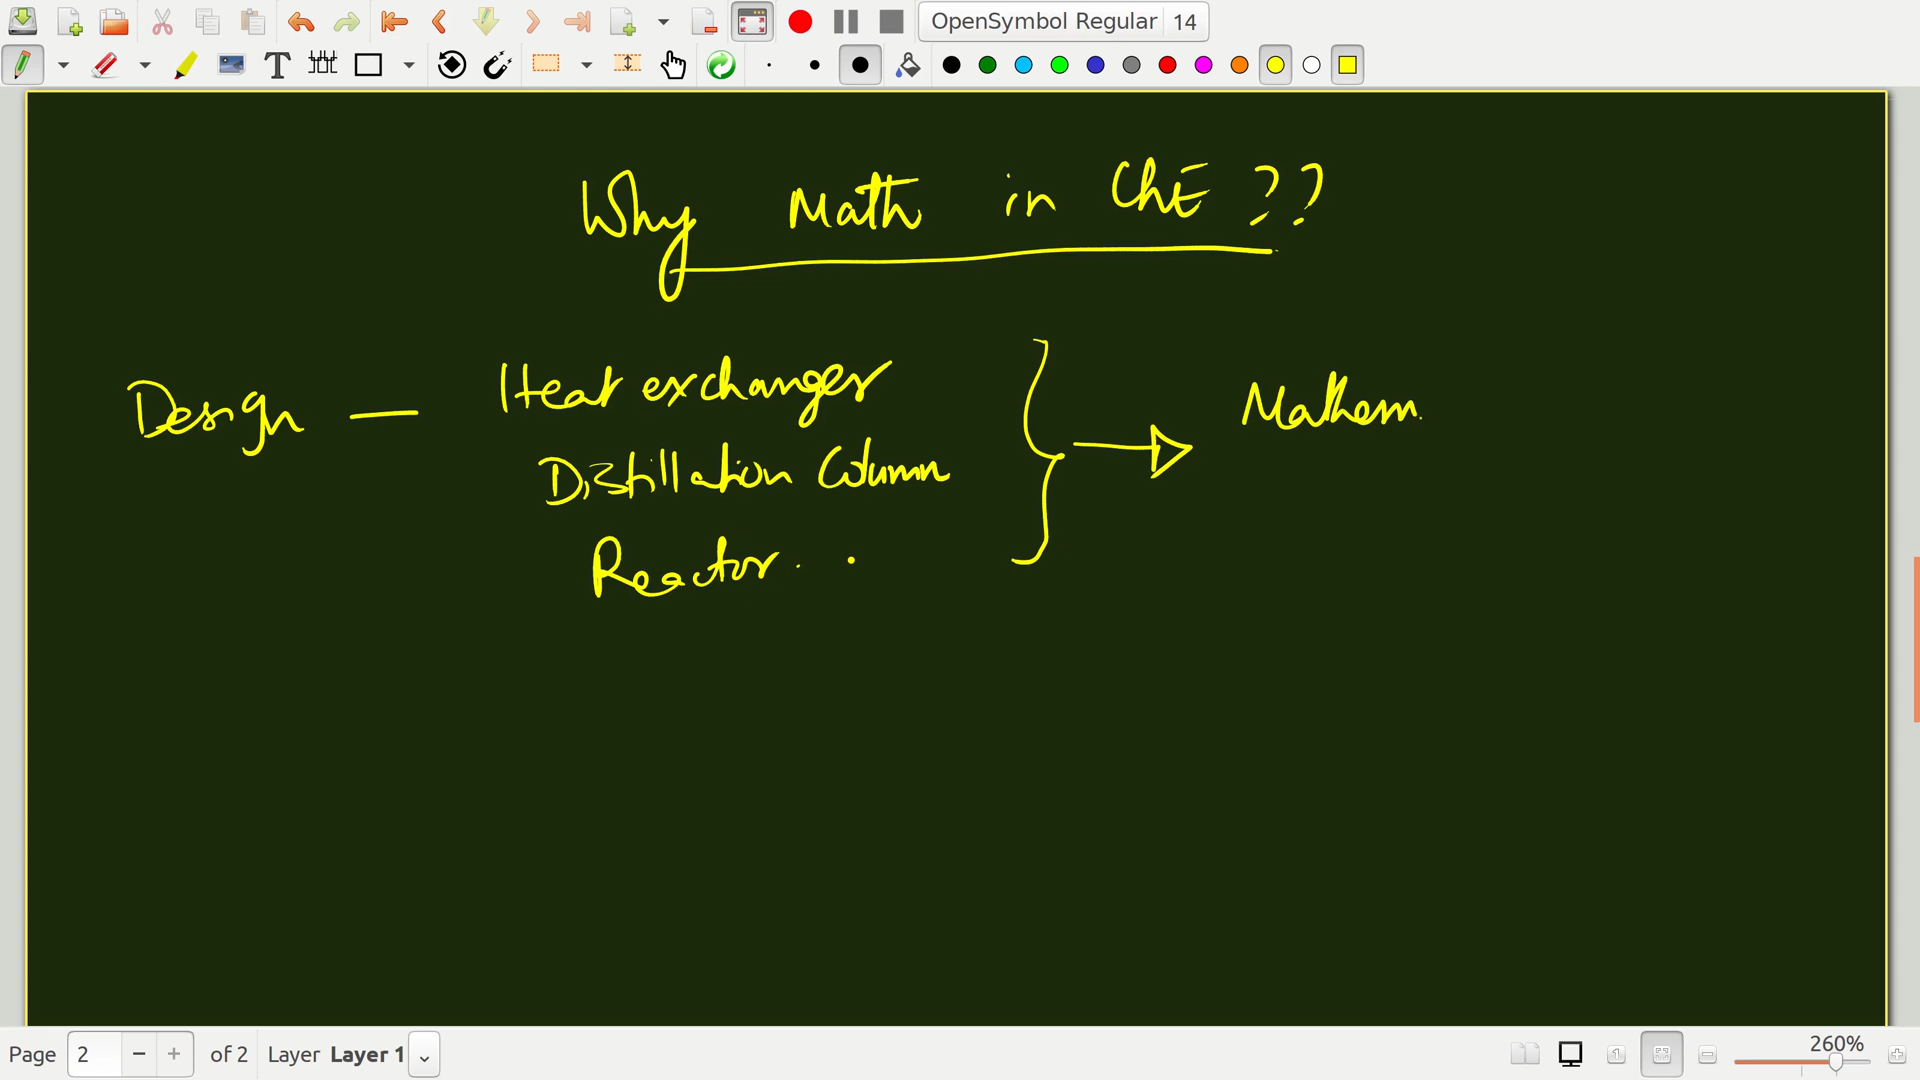 OpenSymbol Regular 14
Why Math in ChE ??
Design — Heat exchanger
Distillation Column
Reactor. .
Mathem
Page 2 of 2 Layer Layer 1 260%